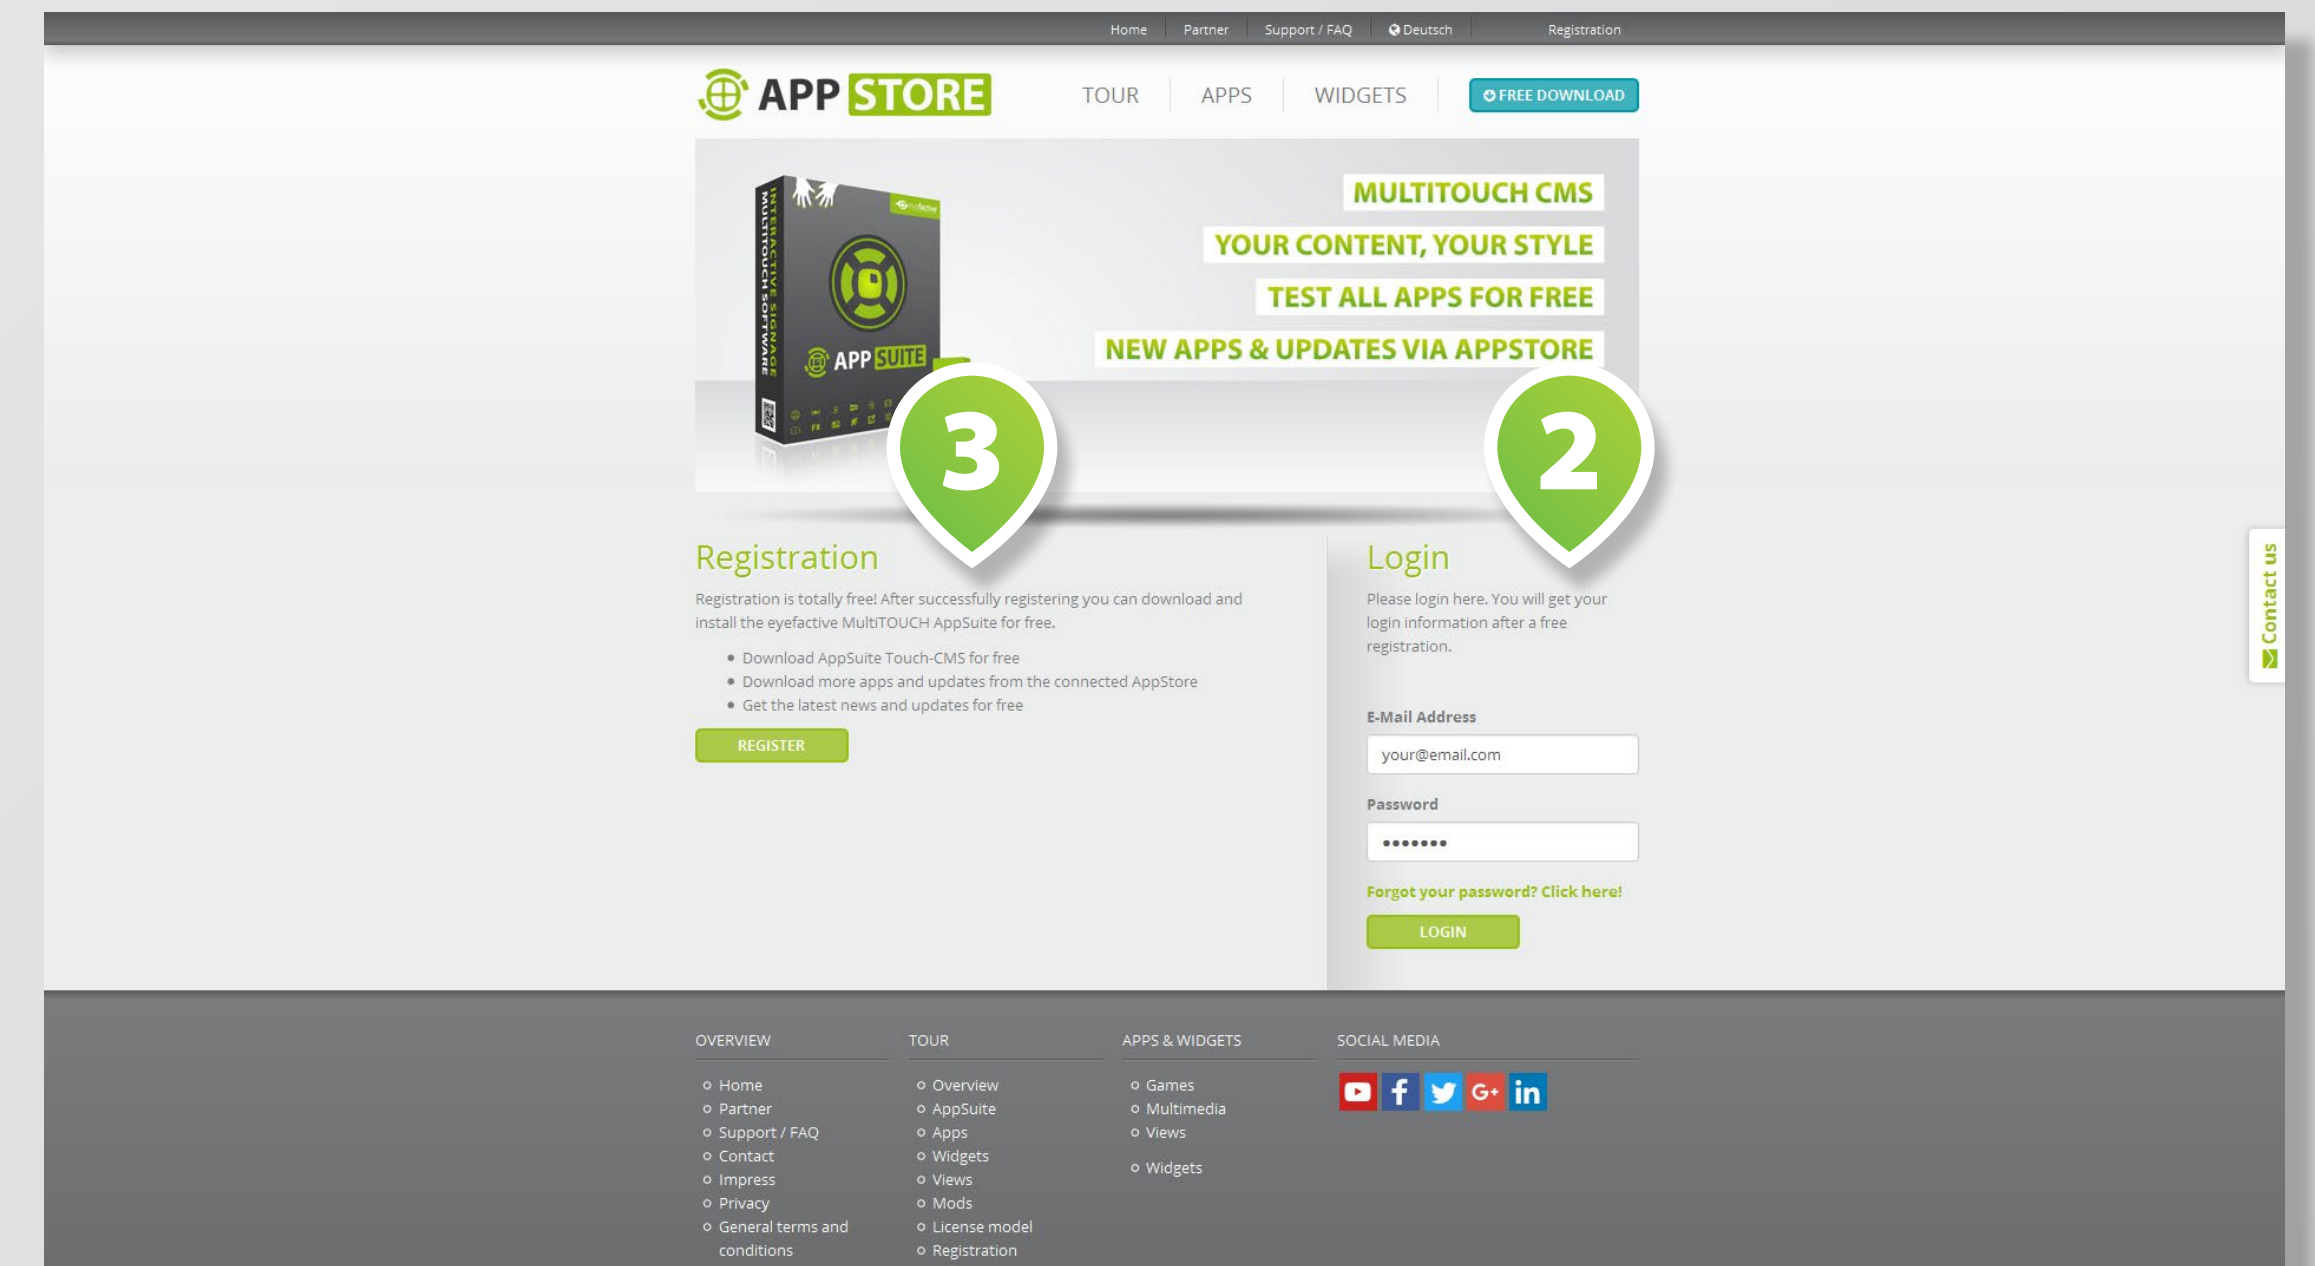 Home Partner Support / FAQ Deutsch Registration
APP STORE TOUR APPS WIDGETS FREE DOWNLOAD
INTERACTIVE SIGNAGE
MULTITOUCH SOFTWARE
eyefactive
APP SUITE
FX
MULTITOUCH CMS
YOUR CONTENT, YOUR STYLE
TEST ALL APPS FOR FREE
NEW APPS & UPDATES VIA APPSTORE
3
2
Registration
Registration is totally free! After successfully registering you can download and
install the eyefactive MultiTOUCH AppSuite for free.
Download AppSuite Touch-CMS for free
Download more apps and updates from the connected AppStore
Get the latest news and updates for free
REGISTER
Login
Please login here. You will get your
login information after a free
registration.
E-Mail Address
your@email.com
Password
•••••••
Forgot your password? Click here!
LOGIN
Contact us
OVERVIEW
Home
Partner
Support / FAQ
Contact
Impress
Privacy
General terms and
conditions
TOUR
Overview
AppSuite
Apps
Widgets
Views
Mods
License model
Registration
APPS & WIDGETS
Games
Multimedia
Views
Widgets
SOCIAL MEDIA
f
G+
in